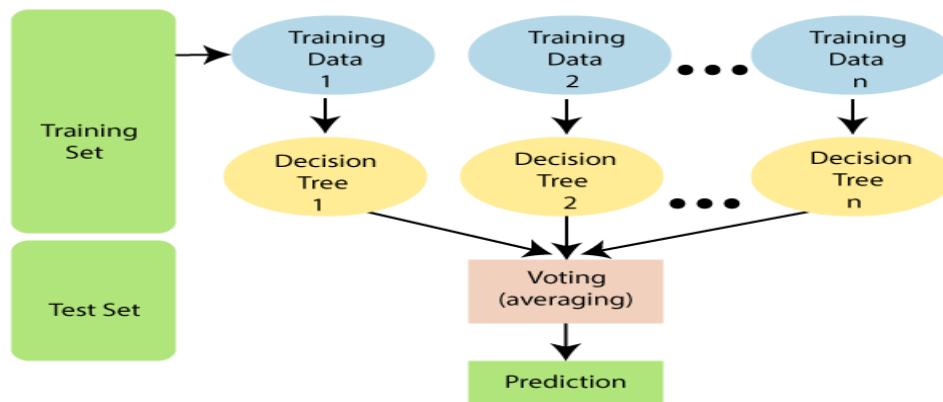 Training
Set
Test Set
Training
Data
1
Training
Data
2
Training
Data
n
Decision
Tree
1
Decision
Tree
2
Decision
Tree
n
Voting
(averaging)
Prediction